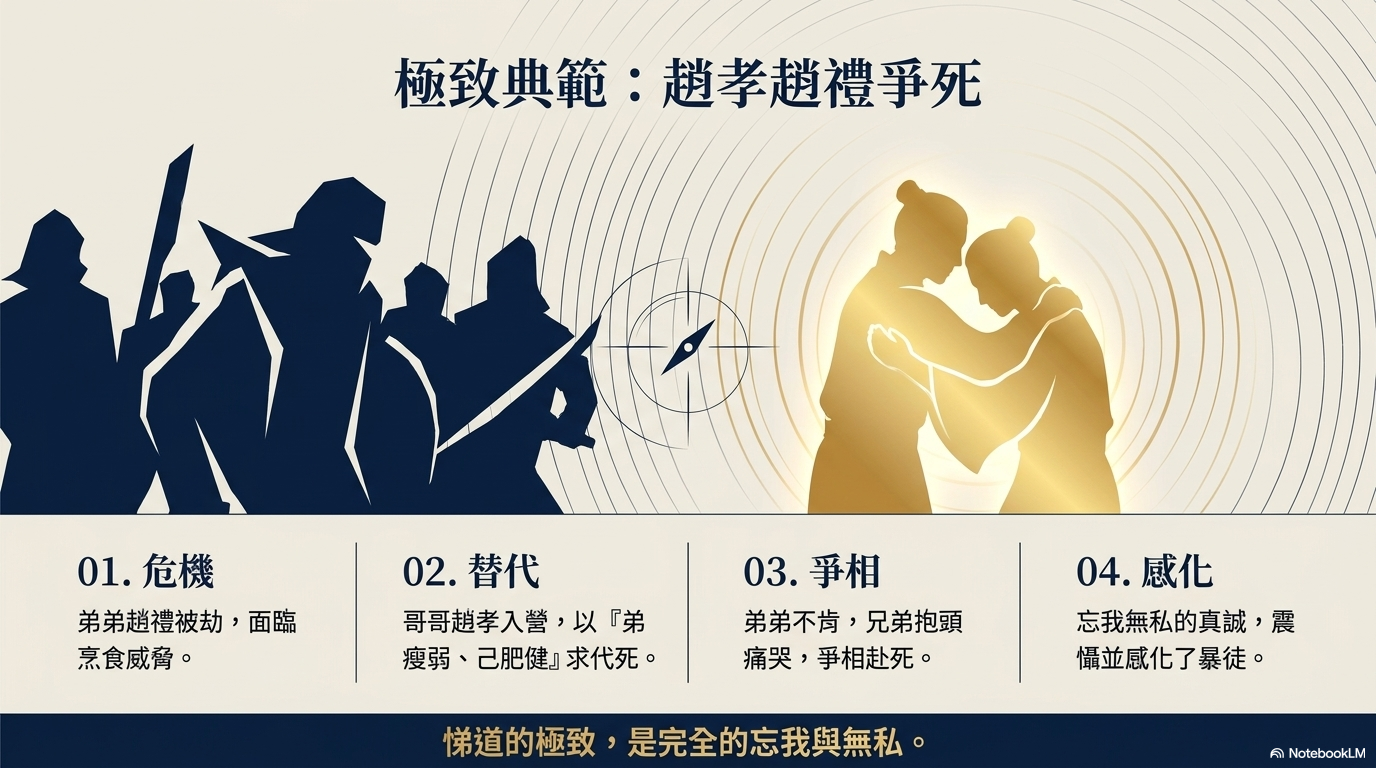 極致典範：趙孝趙禮爭死
01. 危機
弟弟趙禮被劫，面臨
烹食威脅。
02. 替代
哥哥趙孝入營，以『弟
瘦弱、己肥健』求代死。
03. 爭相
弟弟不肯，兄弟抱頭
痛哭，爭相赴死。
04. 感化
忘我無私的真誠，震
懾並感化了暴徒。
悌道的極致，是完全的忘我與無私。
NotebookLM